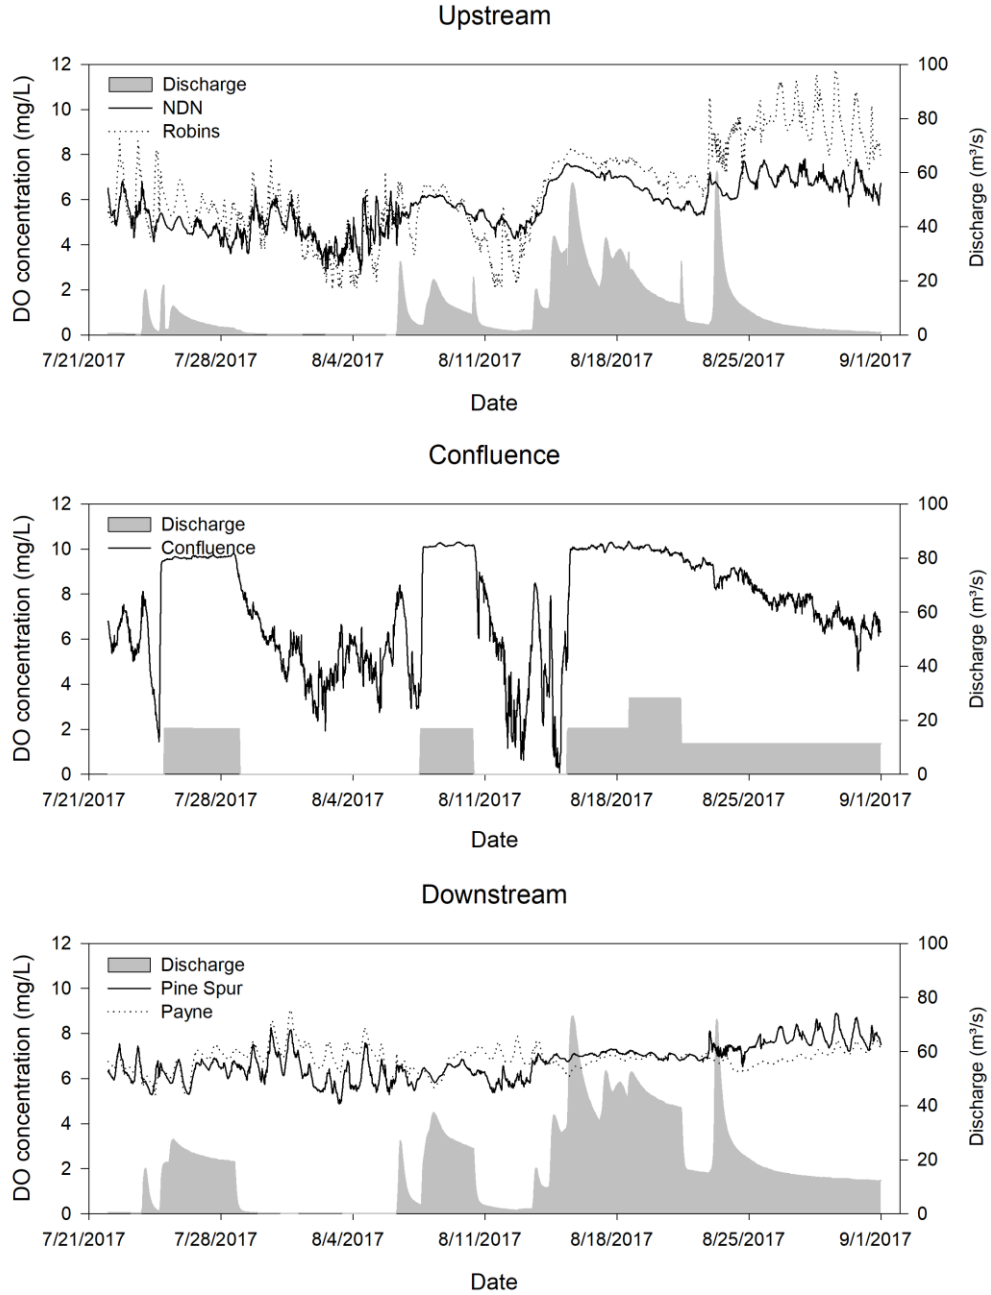 Upstream
DO concentration (mg/L)
12
10
8
6
4
2
0
Discharge
NDN
Robins
100
80
60
40
20
0
Discharge (m³/s)
7/21/2017 7/28/2017 8/4/2017 8/11/2017 8/18/2017 8/25/2017 9/1/2017
Date
Confluence
DO concentration (mg/L)
12
10
8
6
4
2
0
Discharge
Confluence
100
80
60
40
20
0
Discharge (m³/s)
7/21/2017 7/28/2017 8/4/2017 8/11/2017 8/18/2017 8/25/2017 9/1/2017
Date
Downstream
DO concentration (mg/L)
12
10
8
6
4
2
0
Discharge
Pine Spur
Payne
100
80
60
40
20
0
Discharge (m³/s)
7/21/2017 7/28/2017 8/4/2017 8/11/2017 8/18/2017 8/25/2017 9/1/2017
Date